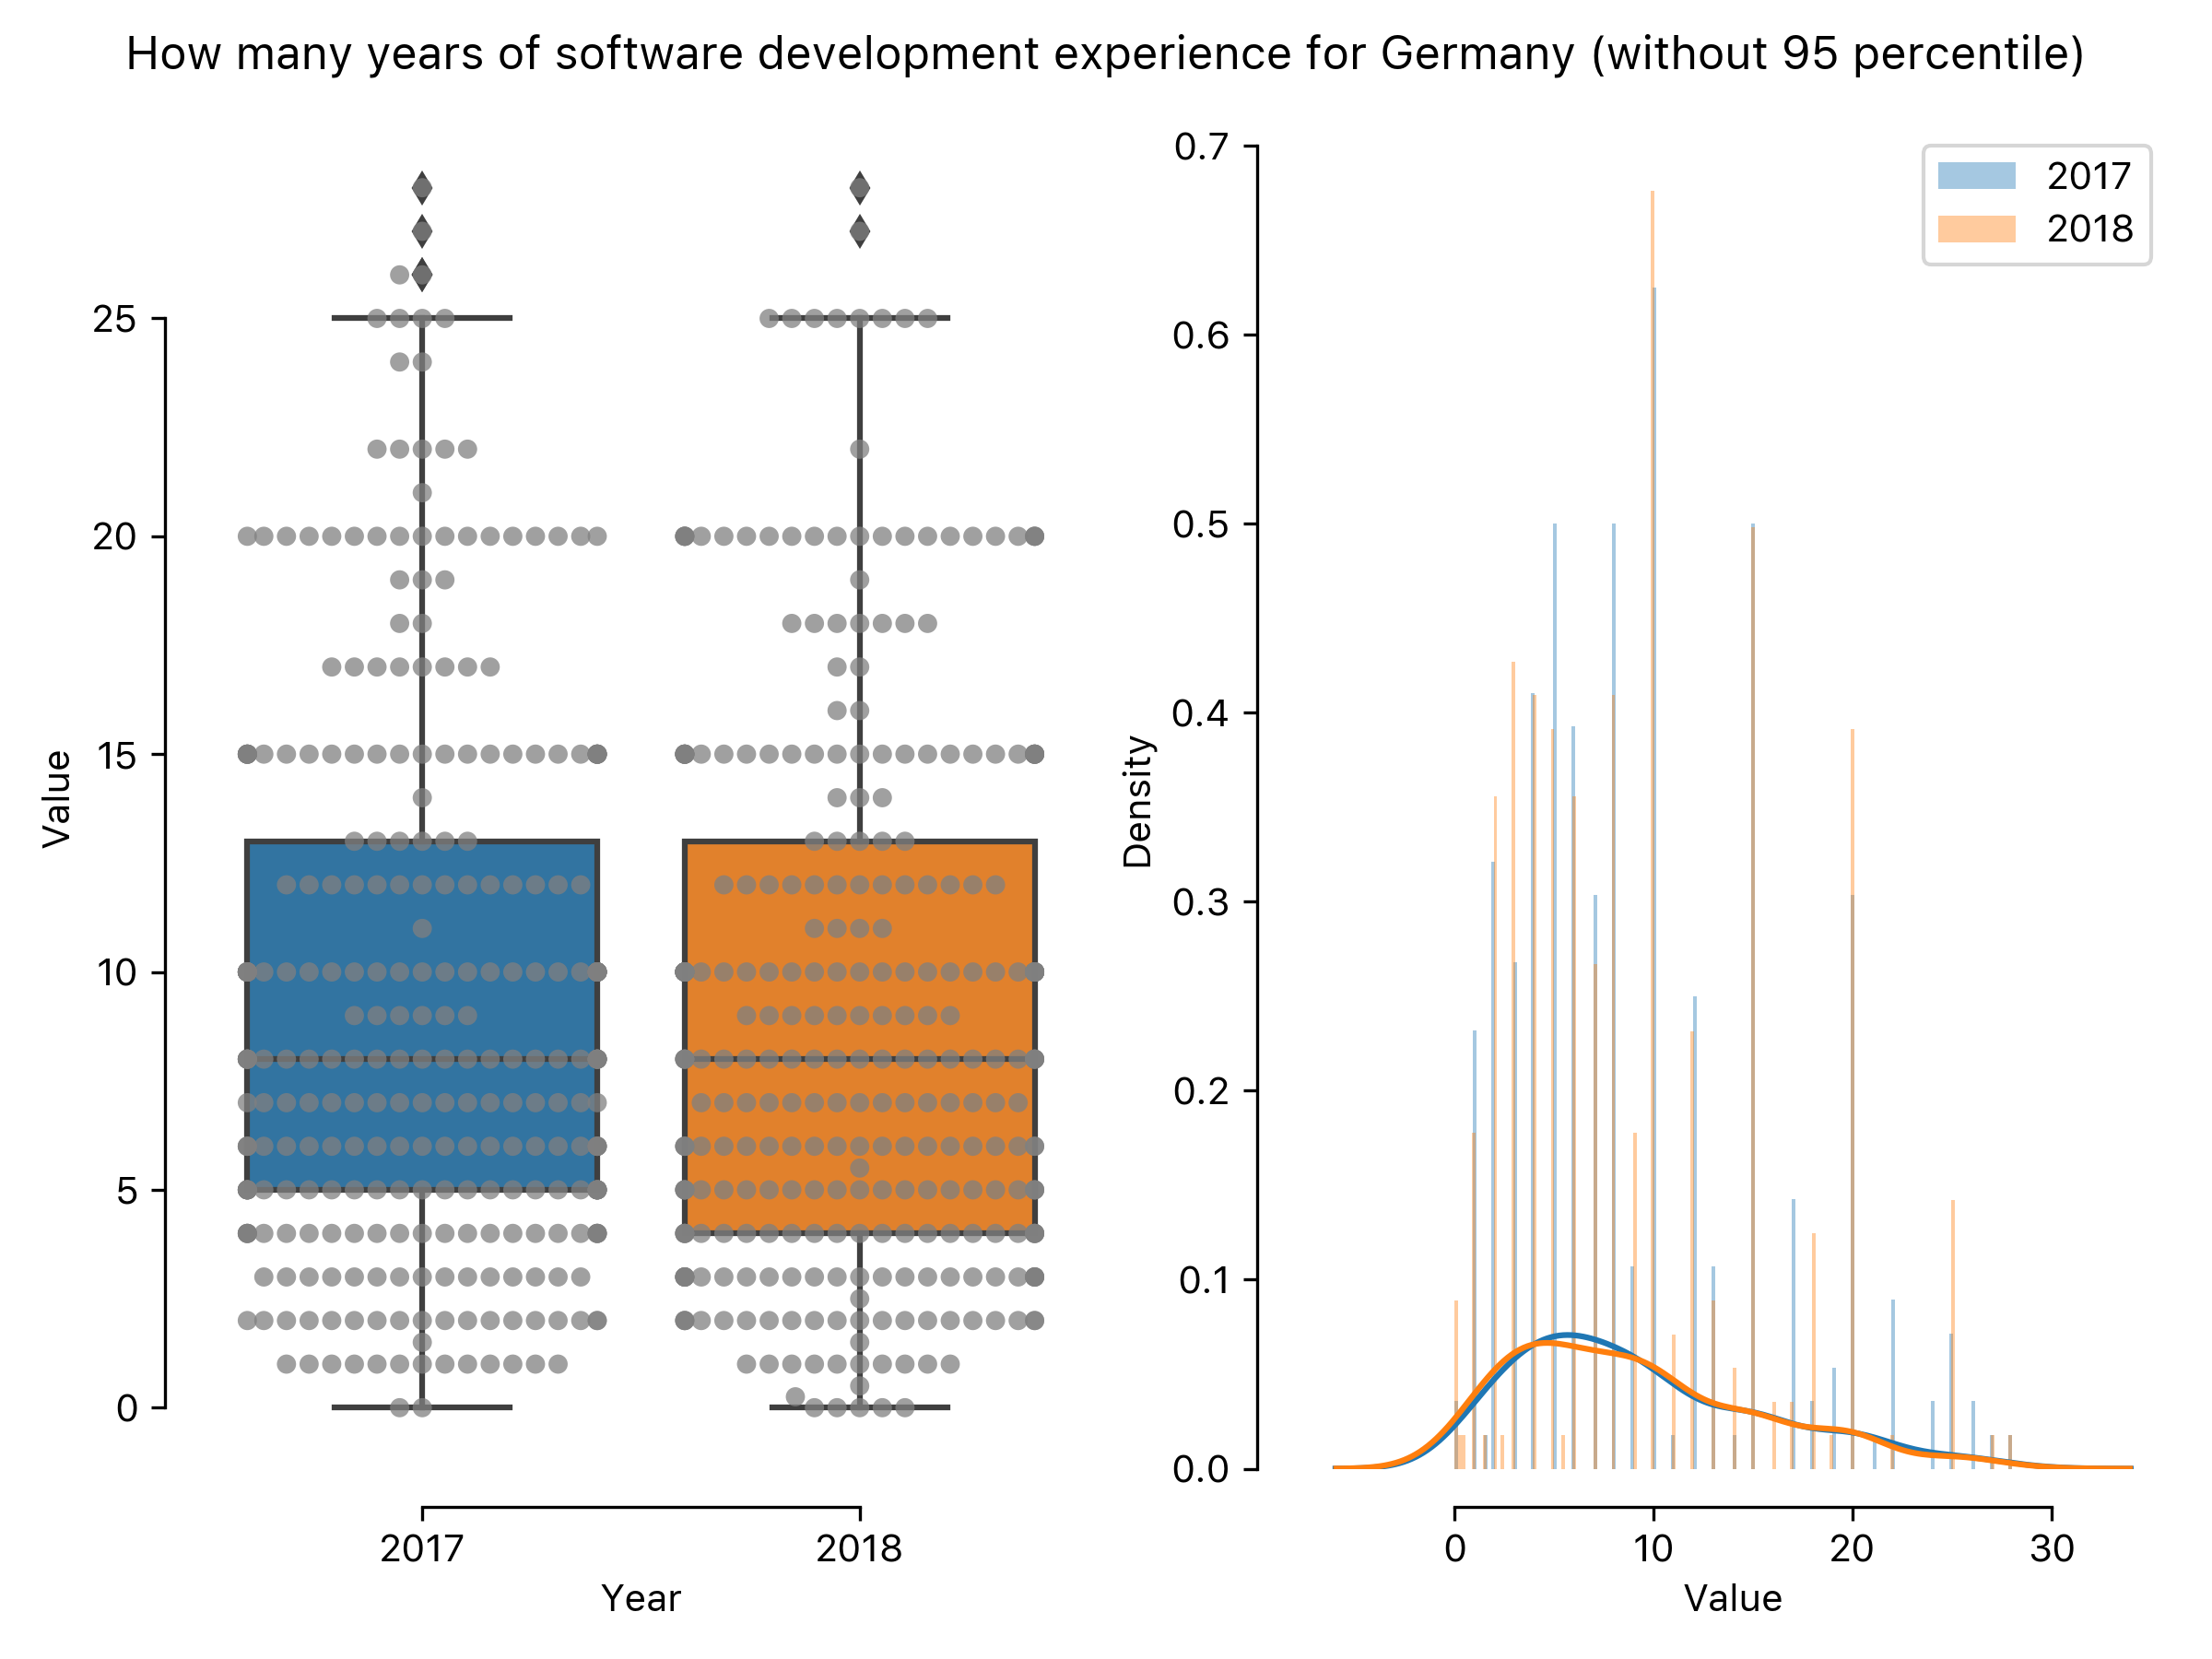 How many years of software development experience for Germany (without 95 percentile)
25
20
15
10
5
0
Value
2017 2018
Year
0.7
0.6
0.5
0.4
0.3
0.2
0.1
0.0
Density
2017
2018
0 10 20 30
Value